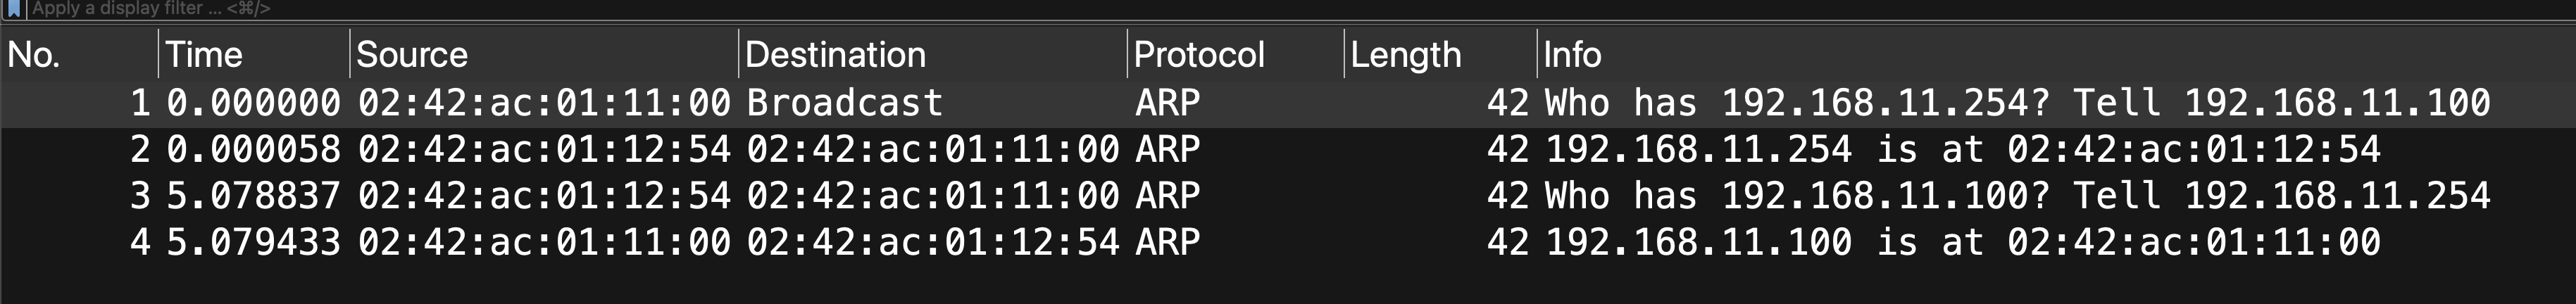 Apply a display filter ... <⌘/>
No. Time Source Destination Protocol Length Info
1 0.000000 02:42:ac:01:11:00 Broadcast ARP 42 Who has 192.168.11.254? Tell 192.168.11.100
2 0.000058 02:42:ac:01:12:54 02:42:ac:01:11:00 ARP 42 192.168.11.254 is at 02:42:ac:01:12:54
3 5.078837 02:42:ac:01:12:54 02:42:ac:01:11:00 ARP 42 Who has 192.168.11.100? Tell 192.168.11.254
4 5.079433 02:42:ac:01:11:00 02:42:ac:01:12:54 ARP 42 192.168.11.100 is at 02:42:ac:01:11:00